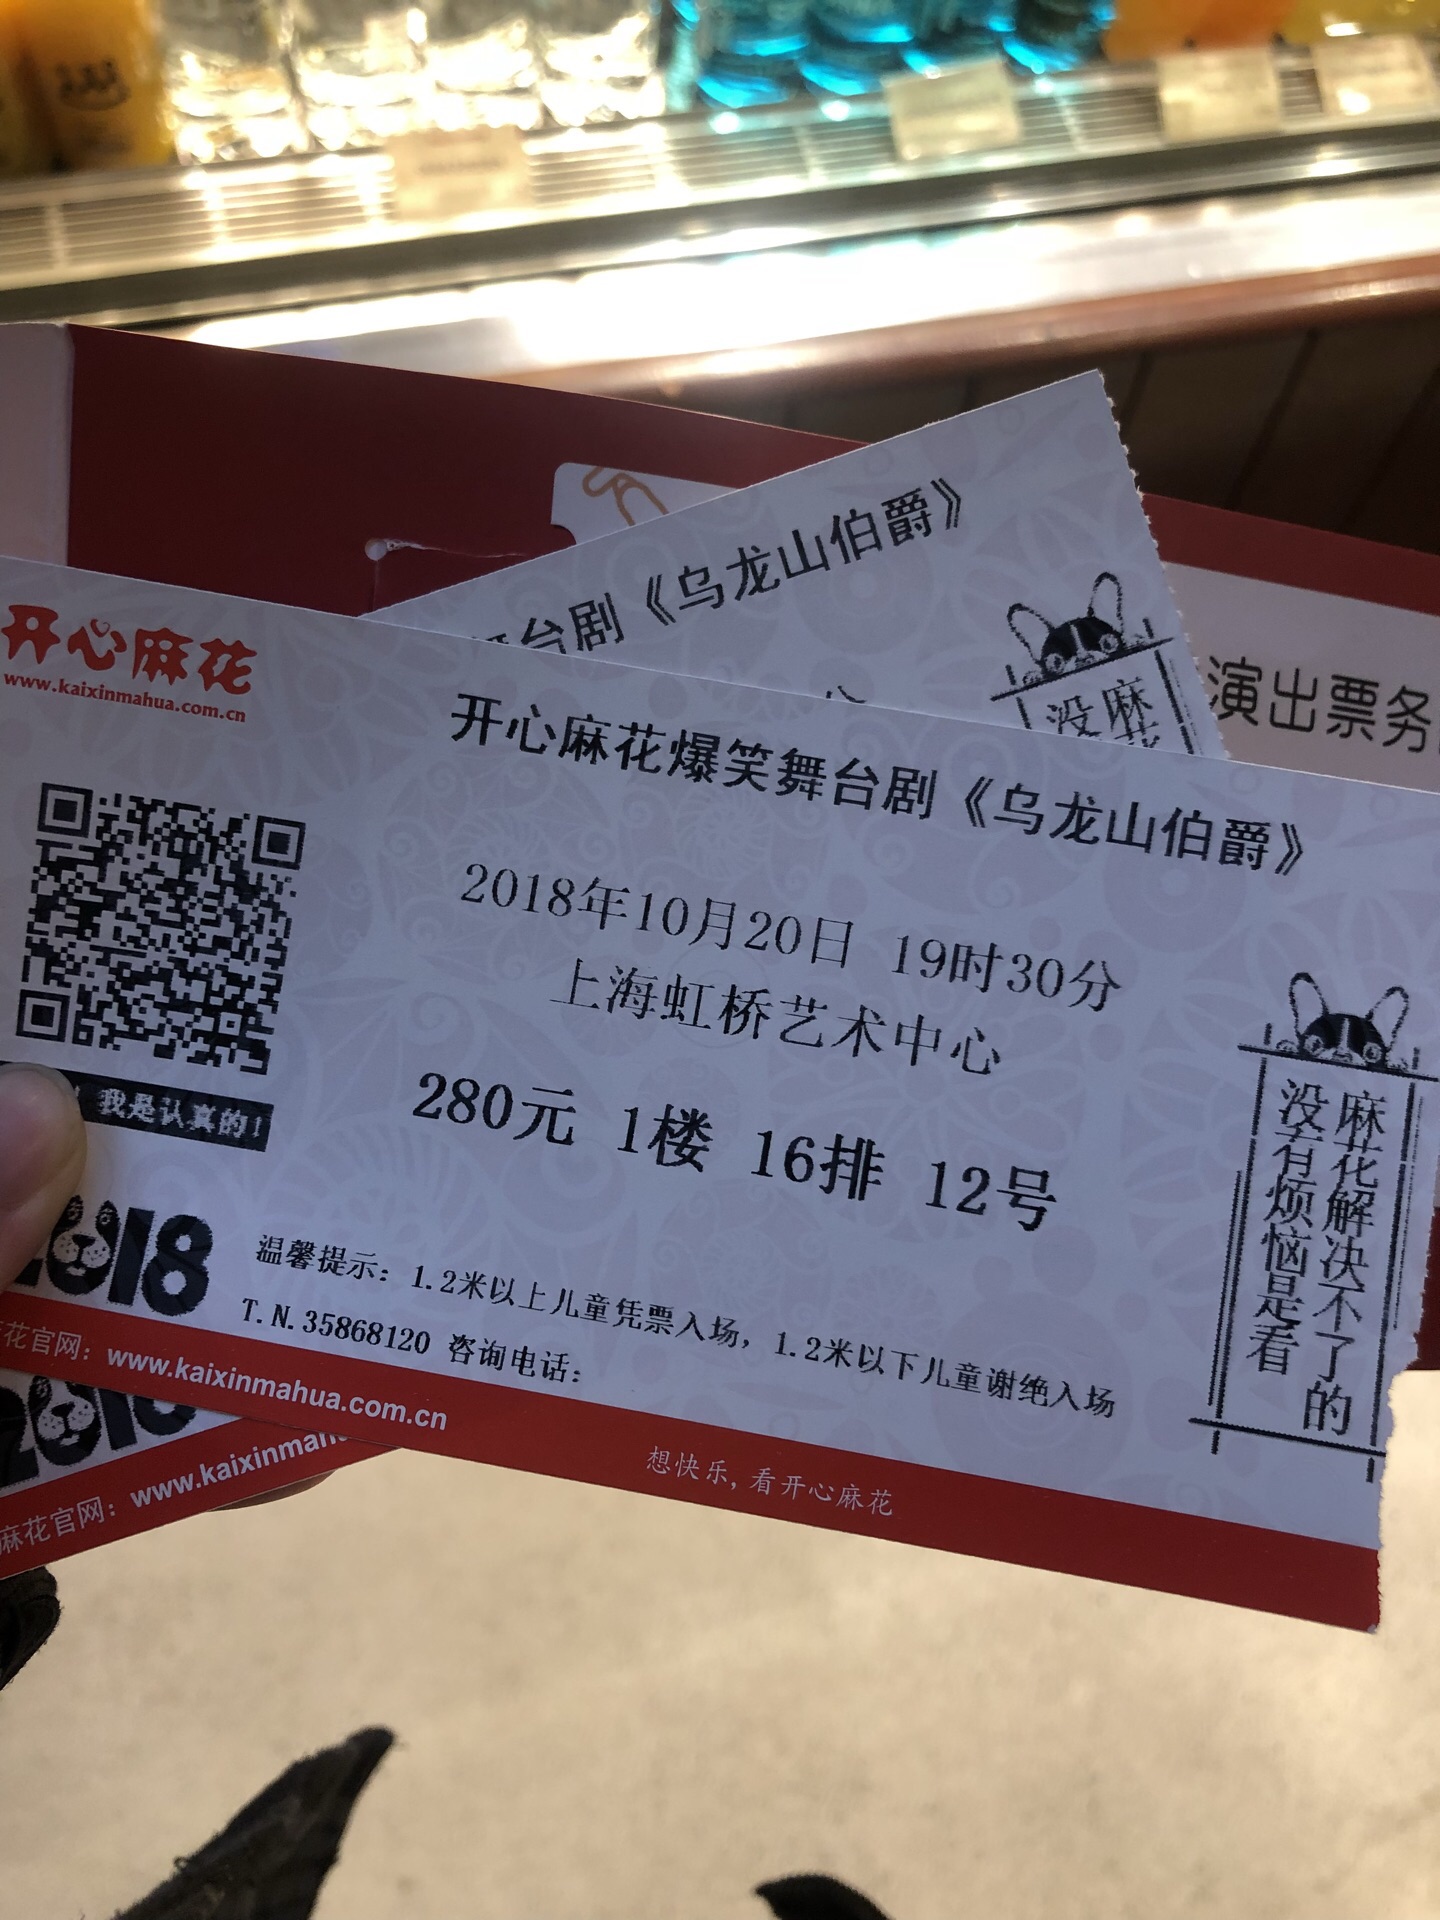 舞台剧《乌龙山伯爵》
麻花
没
演出票务
开心麻花
www.kaixinmahua.com.cn
开心麻花爆笑舞台剧《乌龙山伯爵》
2018年10月20日 19时30分
上海虹桥艺术中心
280元 1楼 16排 12号
我是认真的!
2018
温馨提示：1.2米以上儿童凭票入场，1.2米以下儿童谢绝入场
T.N.35868120 咨询电话：
麻花解决不了的
没有烦恼是看
花官网：www.kaixinmahua.com.cn
想快乐,看开心麻花
2018
麻花官网：www.kaixinmahu